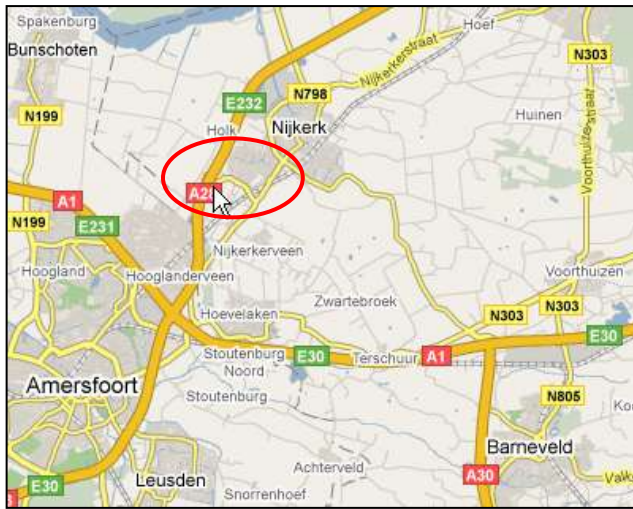 Spakenburg
Bunschoten
Hoef
N303
Nijkerkerstraat
N798
E232
N199
Holk
Nijkerk
Huinen
Voorthuizerstraat
A1
E231
N199
Nijkerkerveen
Hoogland
Hooglanderveen
Voorthuizen
Zwartebroek
Hoevelaken
N303
N303
E30
Stoutenburg
Noord
E30
Terschuur
A1
Amersfoort
Stoutenburg
N805
Barneveld
Achterveld
Leusden
A30
E30
Snorrenhoef